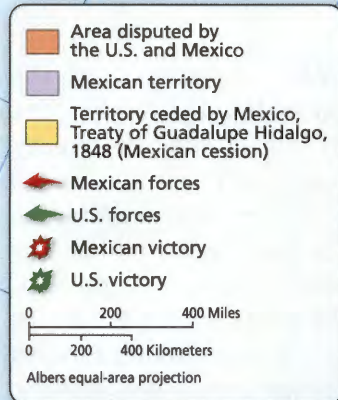 Area disputed by
the U.S. and Mexico
Mexican territory
Territory ceded by Mexico,
Treaty of Guadalupe Hidalgo,
1848 (Mexican cession)
Mexican forces
U.S. forces
Mexican victory
U.S. victory
0 200 400 Miles
0 200 400 Kilometers
Albers equal-area projection